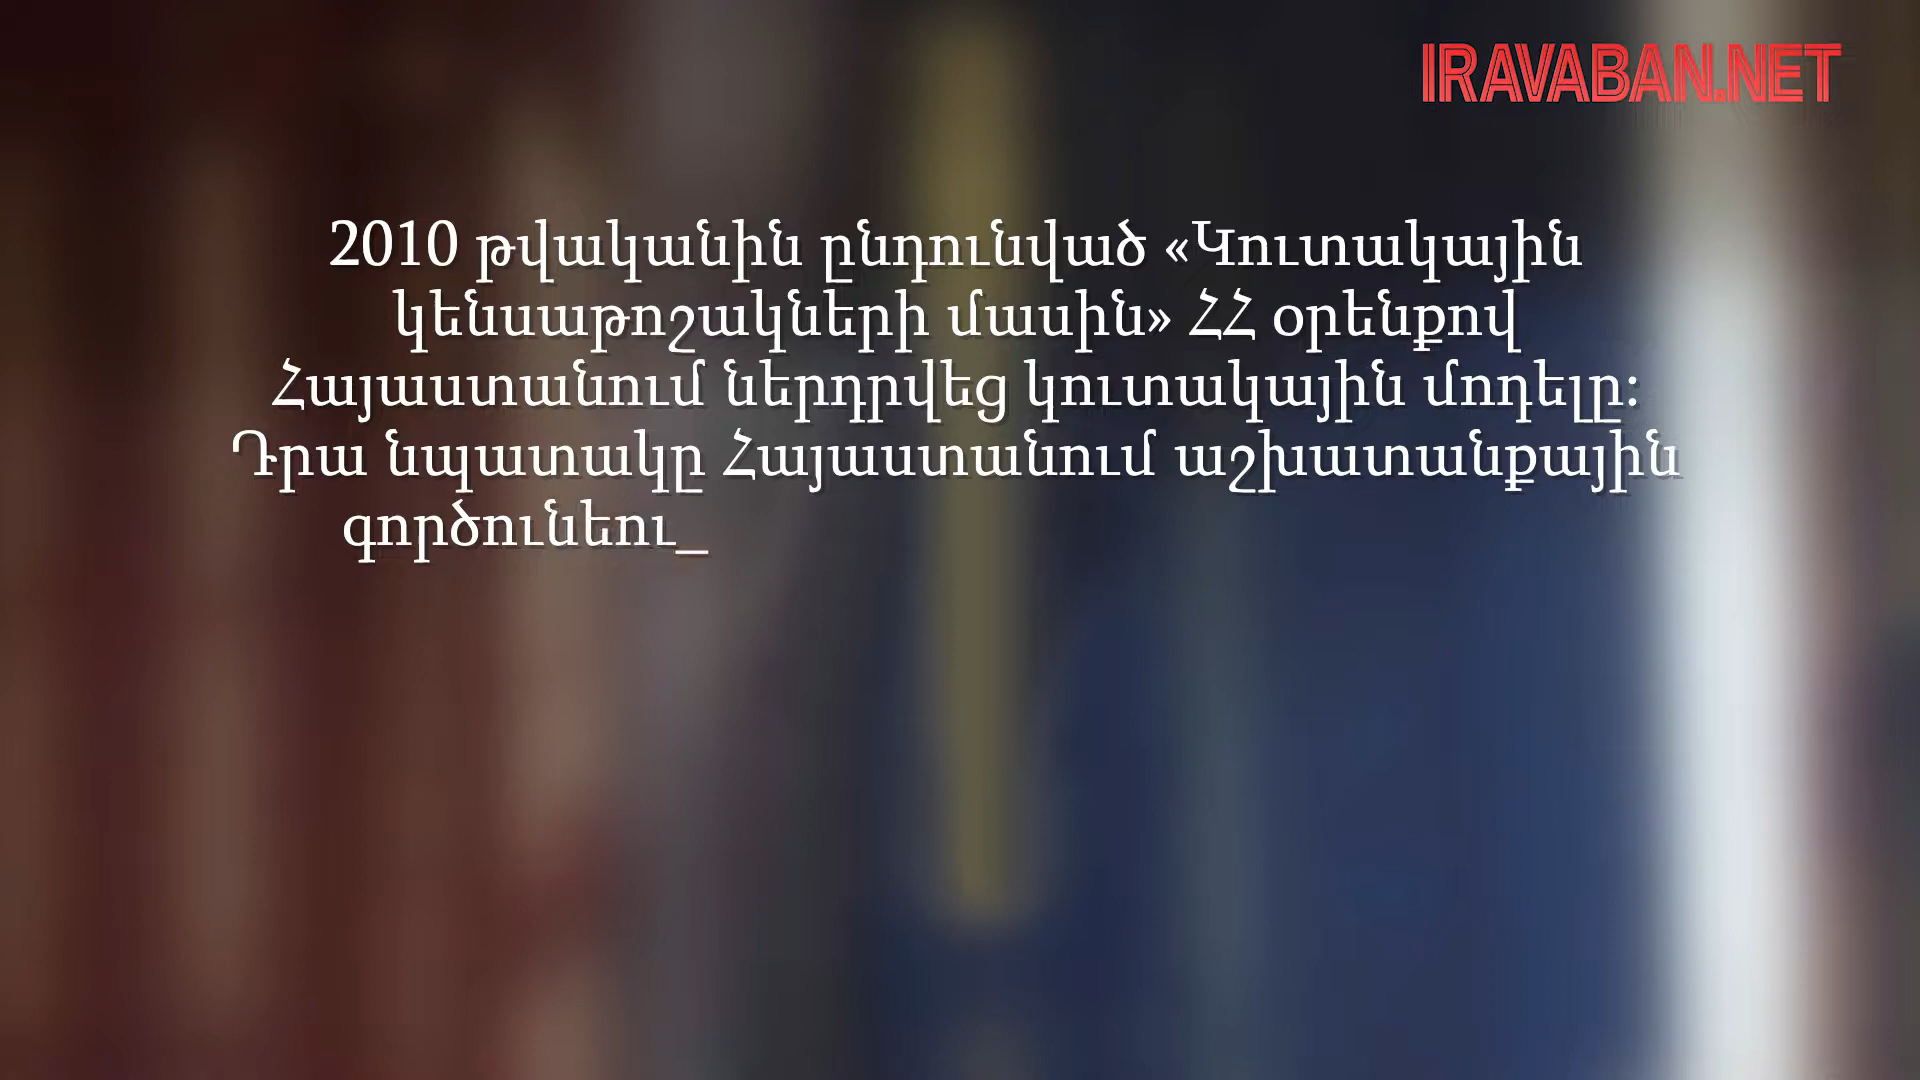 IRAVABAN.NET
2010 թվականին ընդունված «Կուտակային
կենսաթոշակների մասին» ՀՀ օրենքով
Հայաստանում ներդրվեց կուտակային մոդելը:
Դրա նպատակը Հայաստանում աշխատանքային
գործունեու_